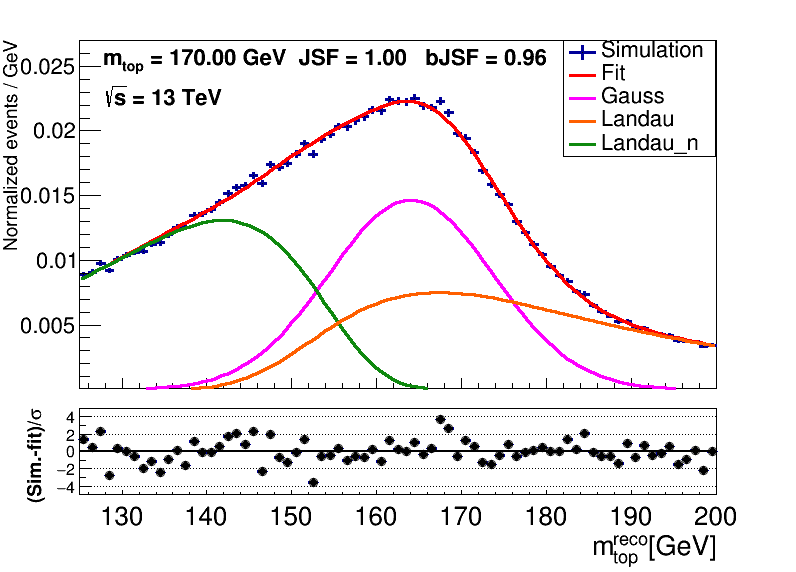 m_top = 170.00 GeV JSF = 1.00 bJSF = 0.96
√s = 13 TeV
Simulation
Fit
Gauss
Landau
Landau_n
Normalized events / GeV
0.025
0.02
0.015
0.01
0.005
(Sim.-fit)/σ
4
2
0
−2
−4
130 140 150 160 170 180 190 200
m_top^reco[GeV]